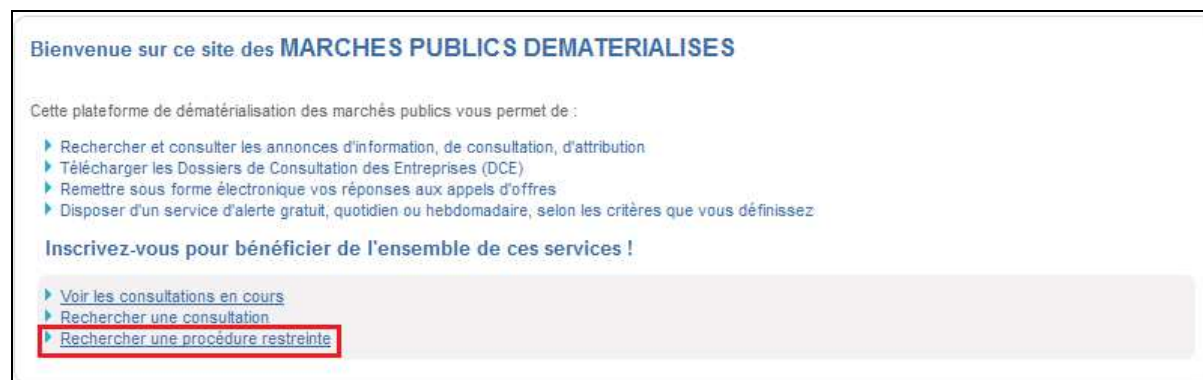 Bienvenue sur ce site des MARCHES PUBLICS DEMATERIALISES
Cette plateforme de dématérialisation des marchés publics vous permet de :
Rechercher et consulter les annonces d'information, de consultation, d'attribution
Télécharger les Dossiers de Consultation des Entreprises (DCE)
Remettre sous forme électronique vos réponses aux appels d'offres
Disposer d'un service d'alerte gratuit, quotidien ou hebdomadaire, selon les critères que vous définissez
Inscrivez-vous pour bénéficier de l'ensemble de ces services !
Voir les consultations en cours
Rechercher une consultation
Rechercher une procédure restreinte